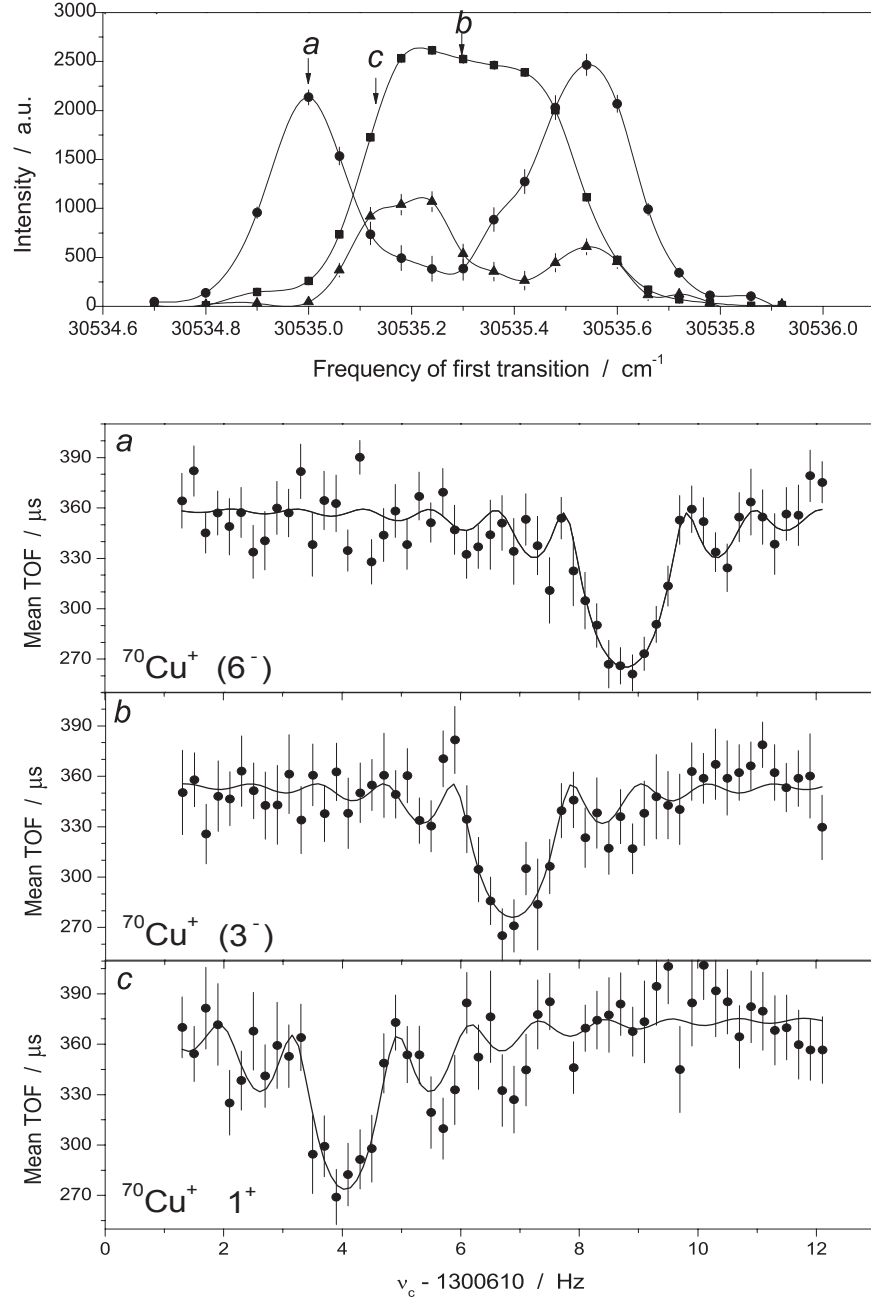 3000
2500
2000
1500
1000
500
0
Intensity / a.u.
a
c
b
30534.6 30534.8 30535.0 30535.2 30535.4 30535.6 30535.8 30536.0
Frequency of first transition / cm⁻¹
a
390
360
330
300
270
Mean TOF / μs
⁷⁰Cu⁺ (6⁻)
b
390
360
330
300
270
Mean TOF / μs
⁷⁰Cu⁺ (3⁻)
c
390
360
330
300
270
Mean TOF / μs
⁷⁰Cu⁺ 1⁺
0 2 4 6 8 10 12
ν_c - 1300610 / Hz